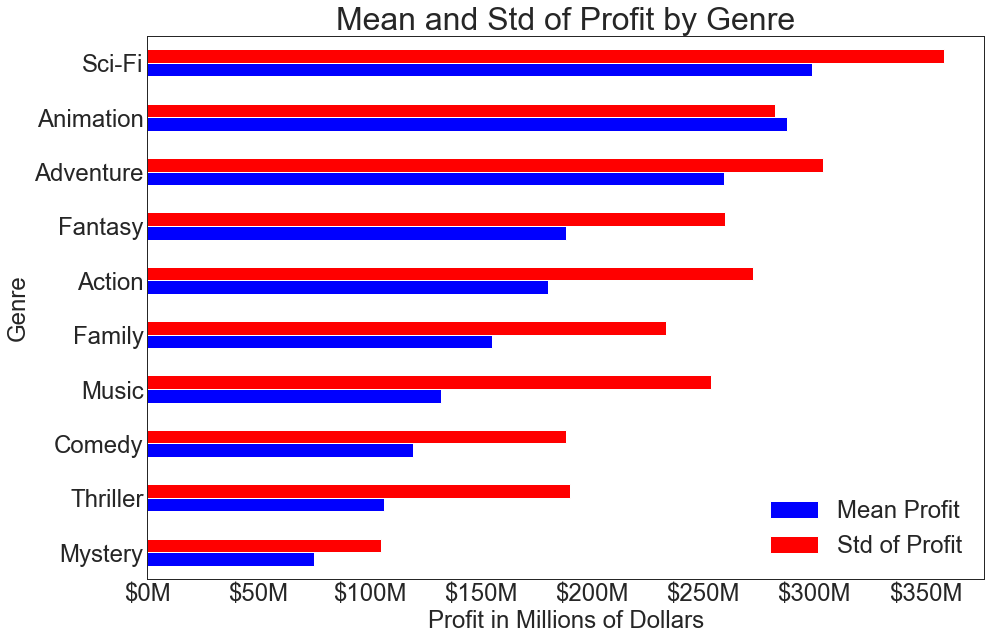 Mean and Std of Profit by Genre
Genre
Sci-Fi
Animation
Adventure
Fantasy
Action
Family
Music
Comedy
Thriller
Mystery
Mean Profit
Std of Profit
$0M $50M $100M $150M $200M $250M $300M $350M
Profit in Millions of Dollars